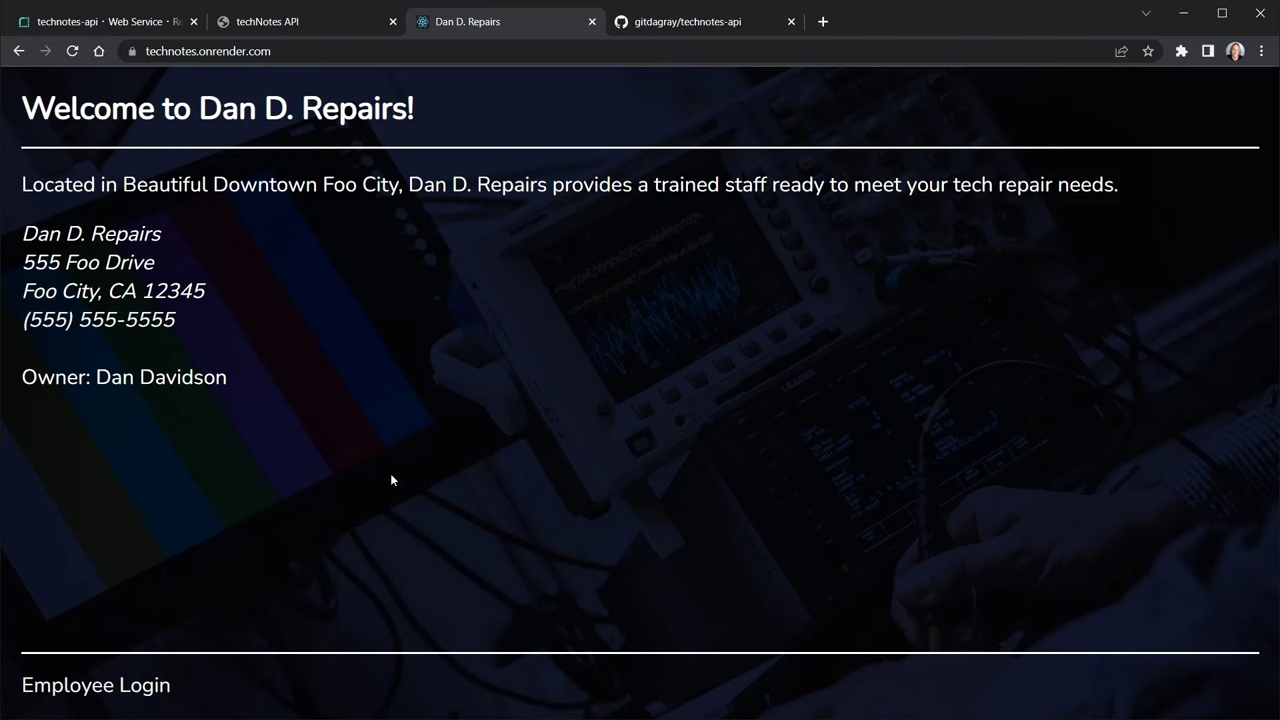 technotes-api · Web Service · Re
techNotes API
Dan D. Repairs
gitdagray/technotes-api
technotes.onrender.com
Welcome to Dan D. Repairs!
Located in Beautiful Downtown Foo City, Dan D. Repairs provides a trained staff ready to meet your tech repair needs.
Dan D. Repairs
555 Foo Drive
Foo City, CA 12345
(555) 555-5555
Owner: Dan Davidson
LEADER
Employee Login